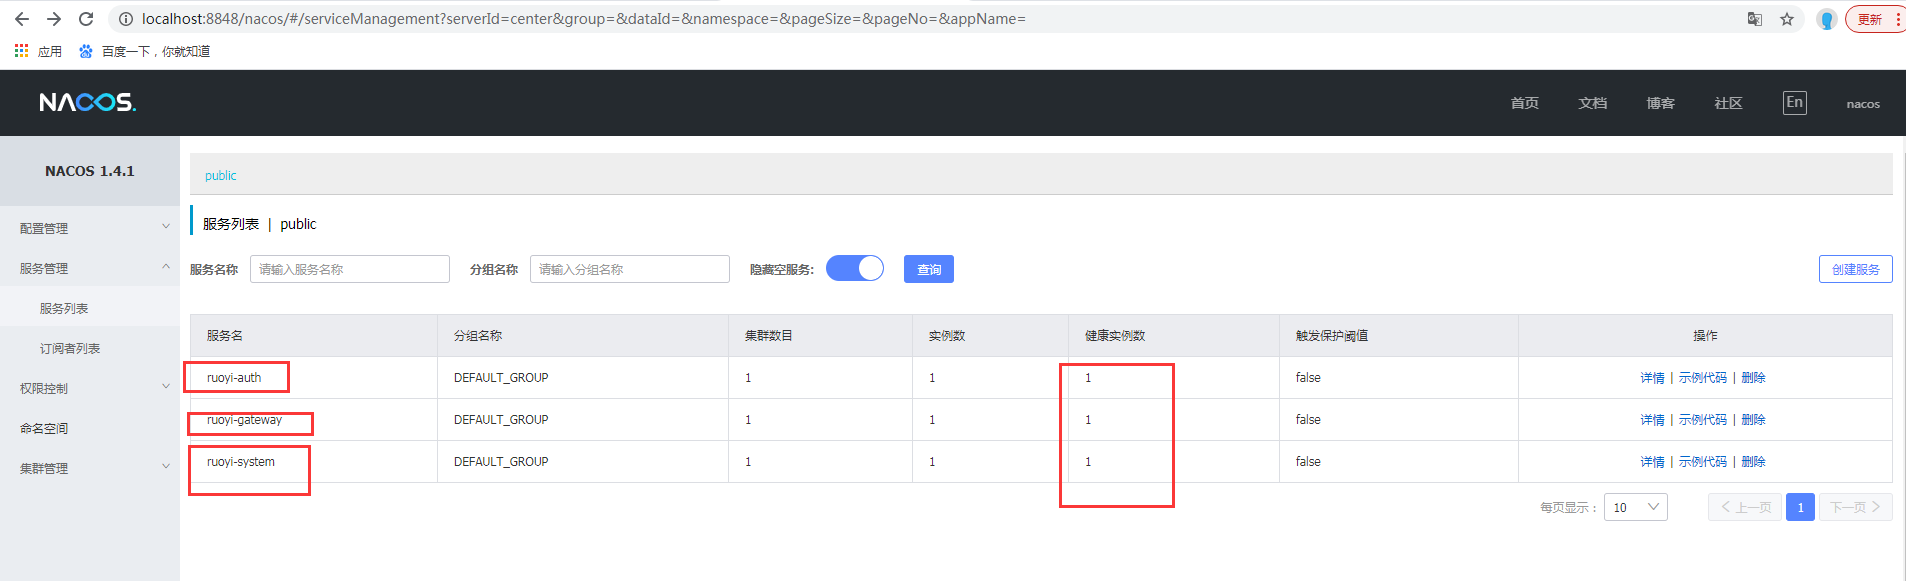 localhost:8848/nacos/#/serviceManagement?serverId=center&group=&dataId=&namespace=&pageSize=&pageNo=&appName=
更新
应用 百度一下，你就知道
NACOS.
首页 文档 博客 社区 En nacos
NACOS 1.4.1
public
配置管理
服务列表 | public
服务管理
服务名称 请输入服务名称 分组名称 请输入分组名称 隐藏空服务: 查询 创建服务
服务列表
订阅者列表
权限控制
命名空间
集群管理
服务名 分组名称 集群数目 实例数 健康实例数 触发保护阈值 操作
ruoyi-auth DEFAULT_GROUP 1 1 1 false 详情 | 示例代码 | 删除
ruoyi-gateway DEFAULT_GROUP 1 1 1 false 详情 | 示例代码 | 删除
ruoyi-system DEFAULT_GROUP 1 1 1 false 详情 | 示例代码 | 删除
每页显示： 10 上一页 1 下一页